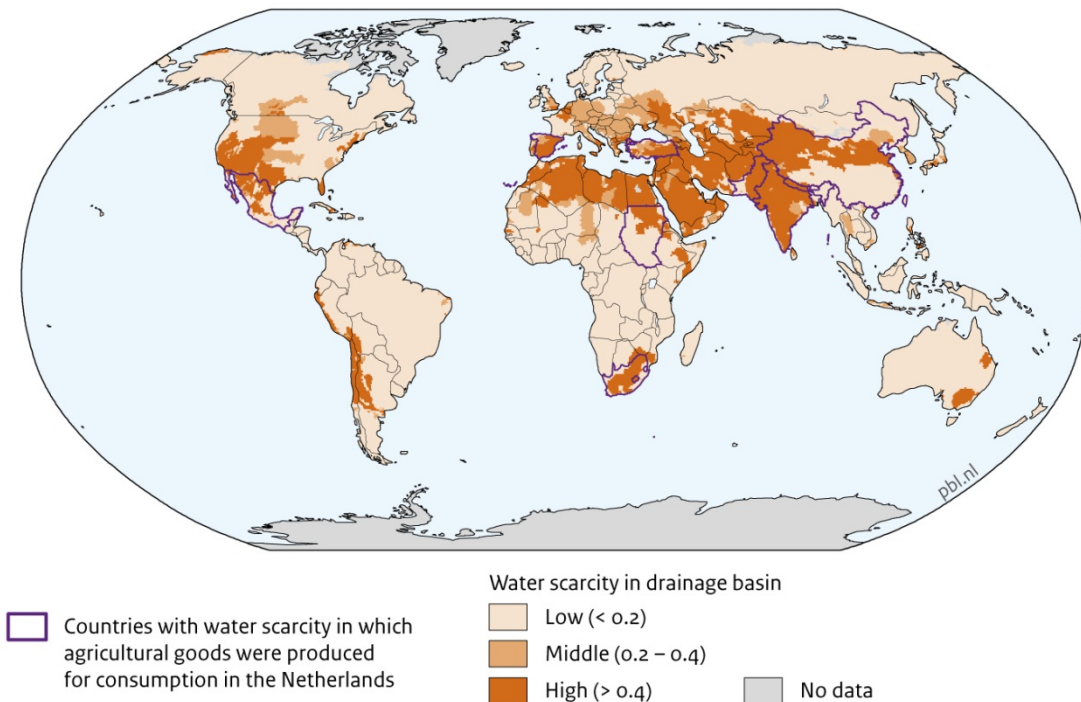 pbl.nl
Countries with water scarcity in which
agricultural goods were produced
for consumption in the Netherlands
Water scarcity in drainage basin
Low (< 0.2)
Middle (0.2 – 0.4)
High (> 0.4)
No data